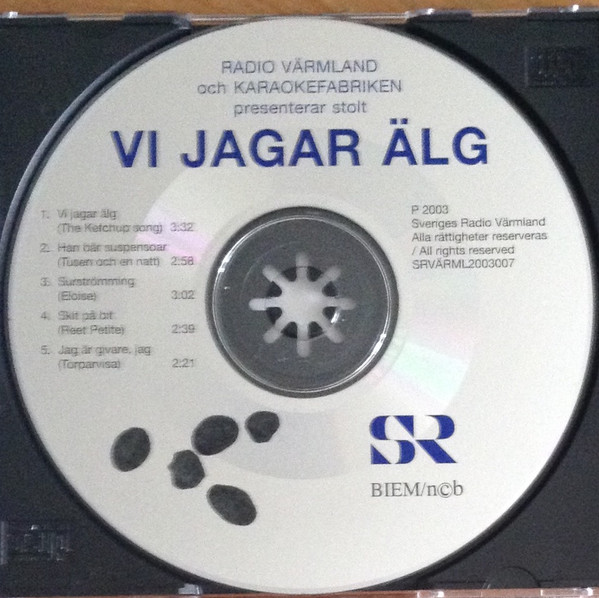 RADIO VÄRMLAND
och KARAOKEFABRIKEN
presenterar stolt
VI JAGAR ÄLG
1. Vi jagar älg
(The Ketchup song) 3:32
2. Han bär suspensoar
(Tusen och en natt) 2:58
3. Surströmming
(Eloise) 3:02
4. Skit på bit
(Reet Petite) 2:39
5. Jag är givare, jag
(Torparvisa) 2:21
P 2003
Sveriges Radio Värmland
Alla rättigheter reserveras
/ All rights reserved
SRVÄRML2003007
SR
BIEM/n©b